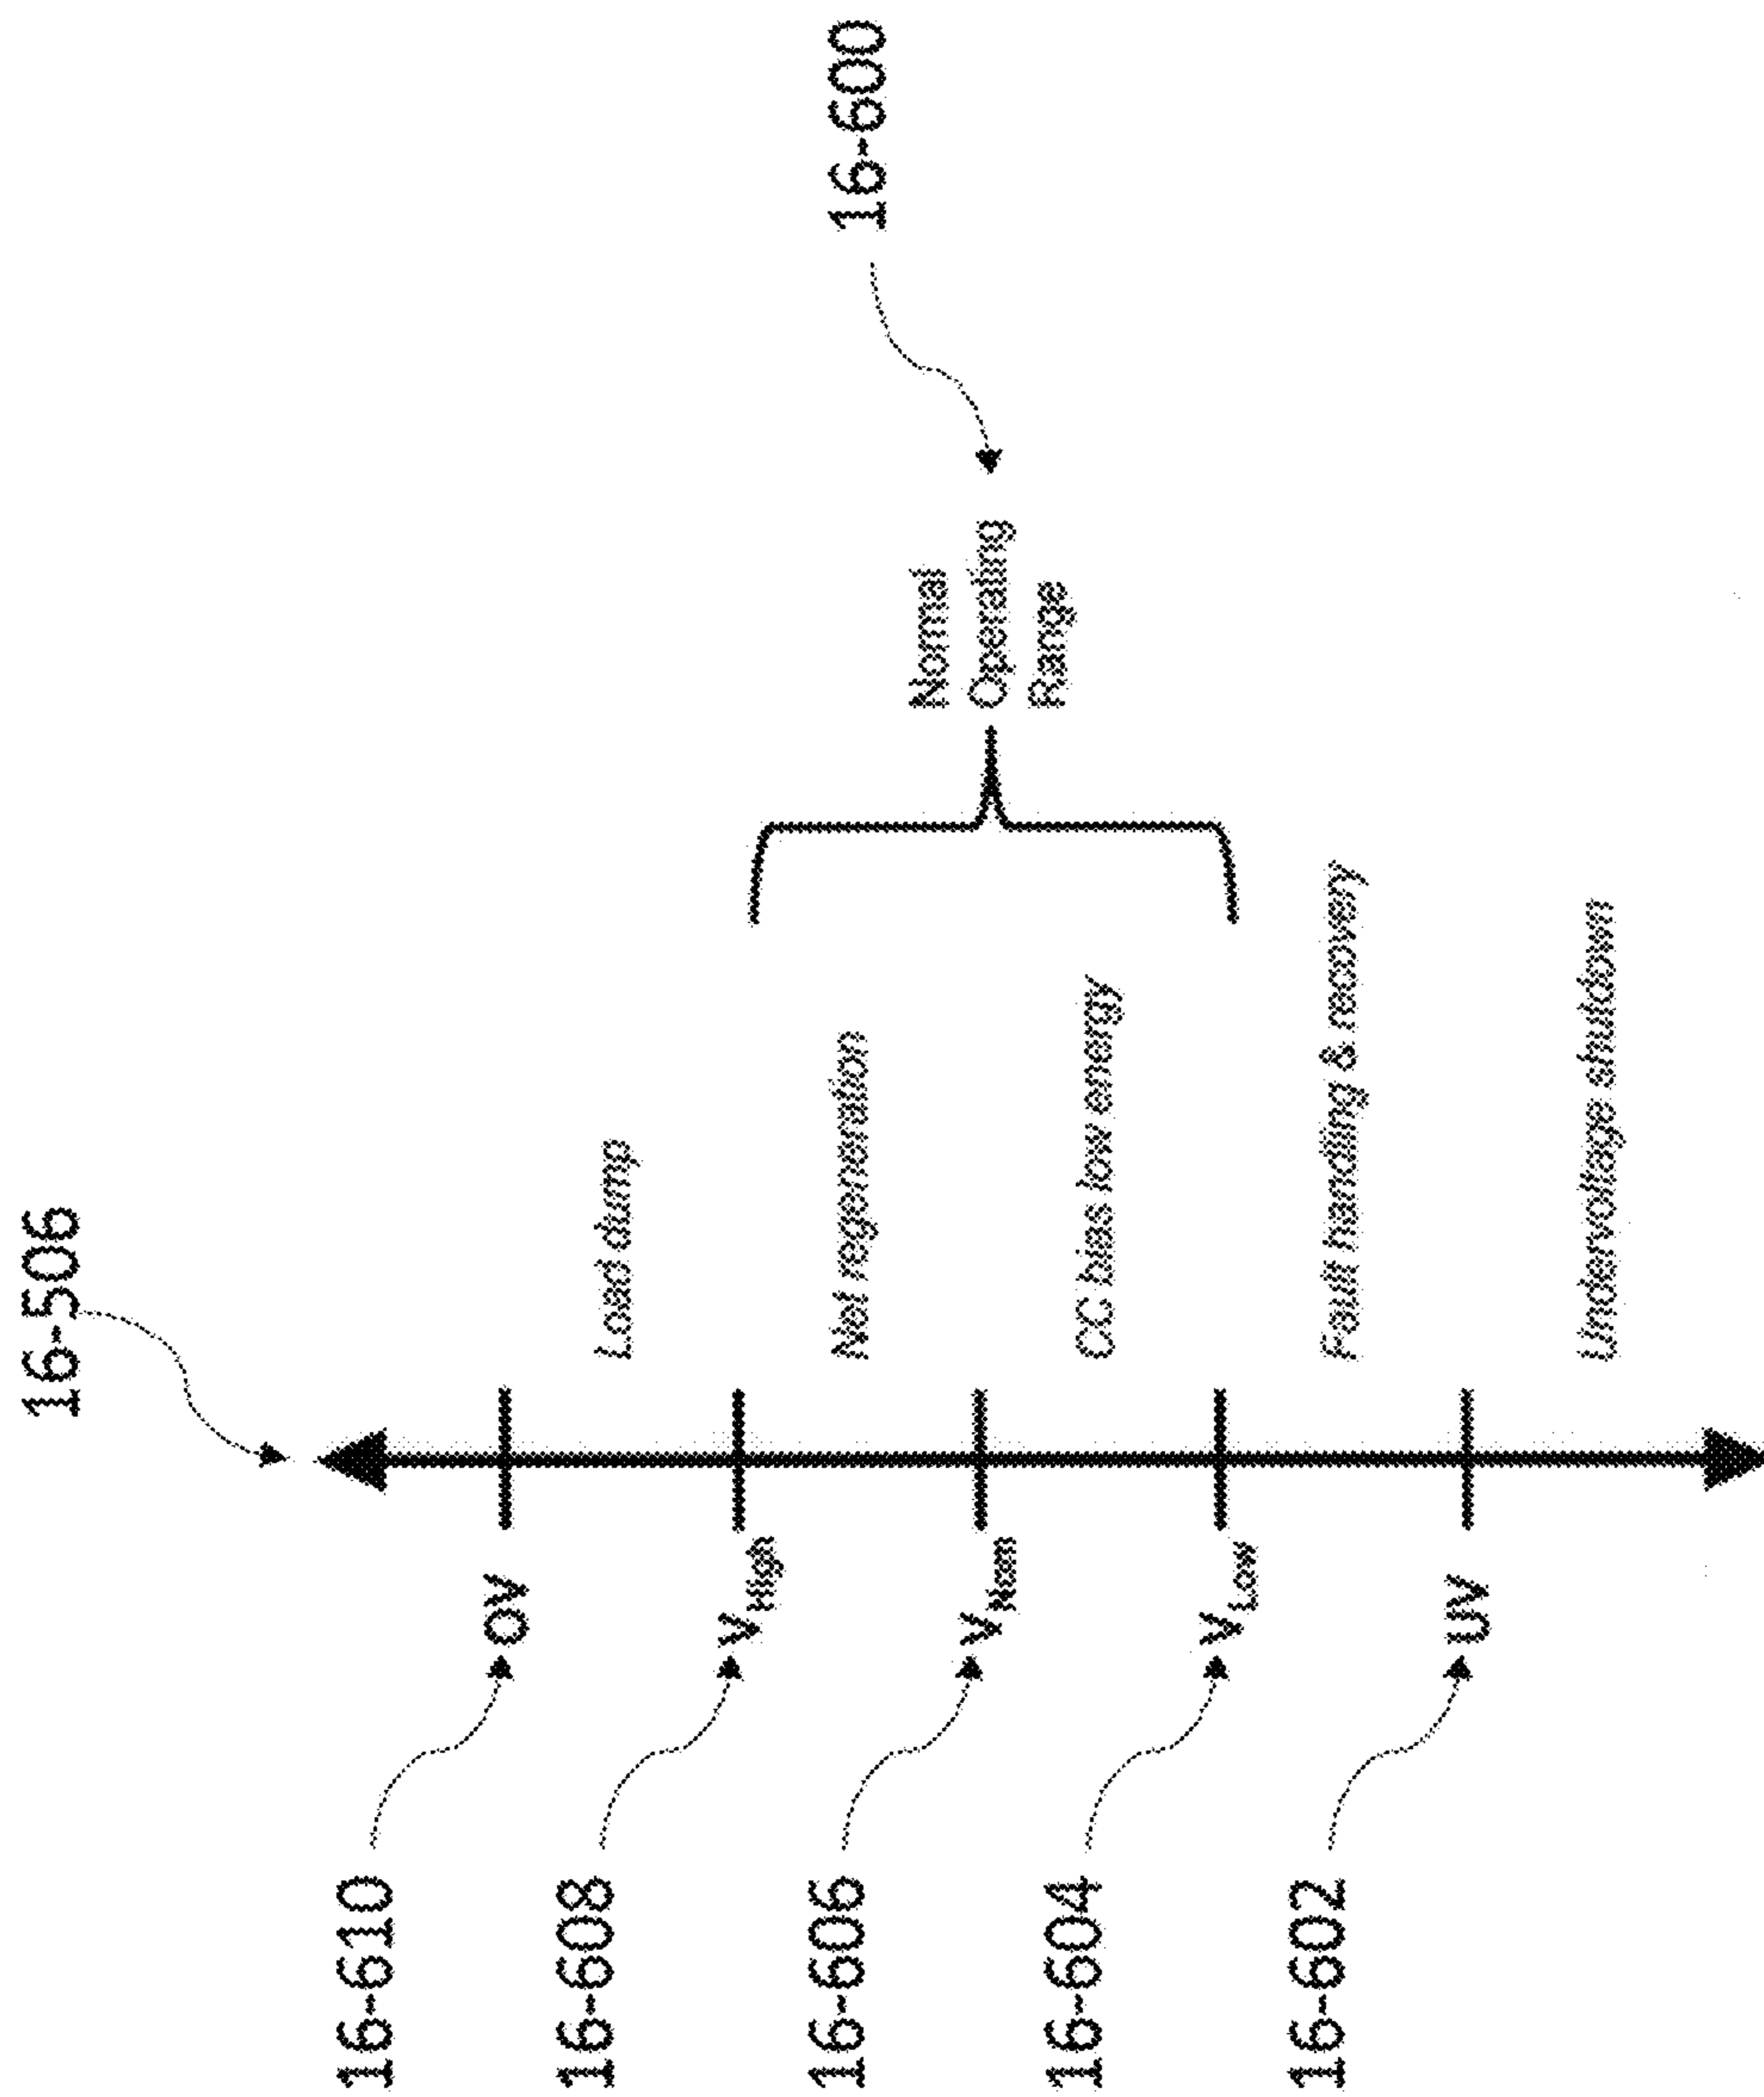 16-506
16-610
OV
Load dump
16-608
VHigh
Net regeneration
16-606
VNom
CC bias low energy
16-604
VLow
Fault handling & recovery
16-602
UV
Undervoltage shutdown
Normal
Operating
Range
16-600